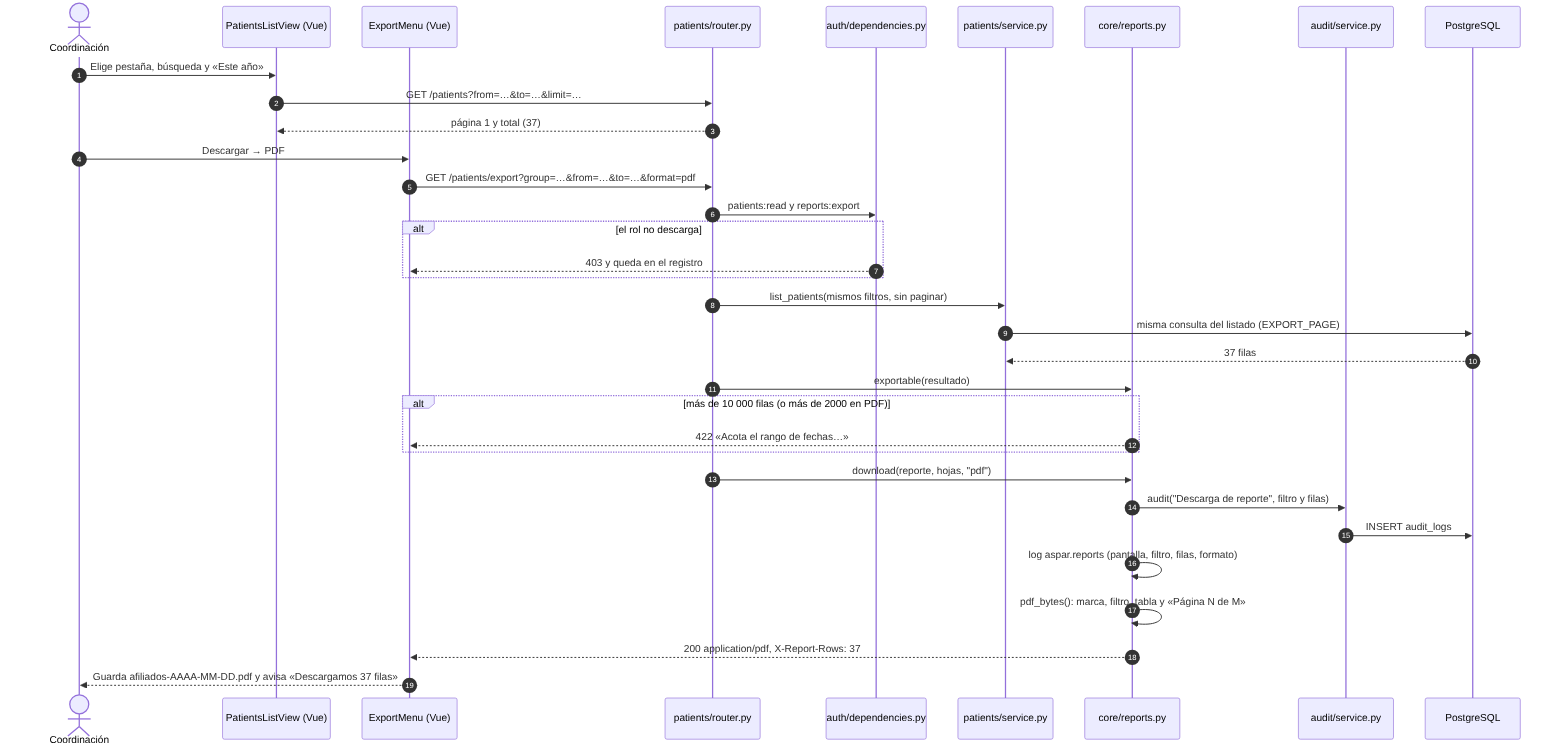 PatientsListView (Vue)
ExportMenu (Vue)
patients/router.py
auth/dependencies.py
patients/service.py
core/reports.py
audit/service.py
PostgreSQL
Coordinación
1 Elige pestaña, búsqueda y «Este año»
2 GET /patients?from=…&to=…&limit=…
3 página 1 y total (37)
4 Descargar → PDF
5 GET /patients/export?group=…&from=…&to=…&format=pdf
6 patients:read y reports:export
alt [el rol no descarga]
7 403 y queda en el registro
8 list_patients(mismos filtros, sin paginar)
9 misma consulta del listado (EXPORT_PAGE)
10 37 filas
11 exportable(resultado)
alt [más de 10 000 filas (o más de 2000 en PDF)]
12 422 «Acota el rango de fechas…»
13 download(reporte, hojas, "pdf")
14 audit("Descarga de reporte", filtro y filas)
15 INSERT audit_logs
16 log aspar.reports (pantalla, filtro, filas, formato)
17 pdf_bytes(): marca, filtro, tabla y «Página N de M»
18 200 application/pdf, X-Report-Rows: 37
19 Guarda afiliados-AAAA-MM-DD.pdf y avisa «Descargamos 37 filas»
PatientsListView (Vue)
ExportMenu (Vue)
patients/router.py
auth/dependencies.py
patients/service.py
core/reports.py
audit/service.py
PostgreSQL
Coordinación